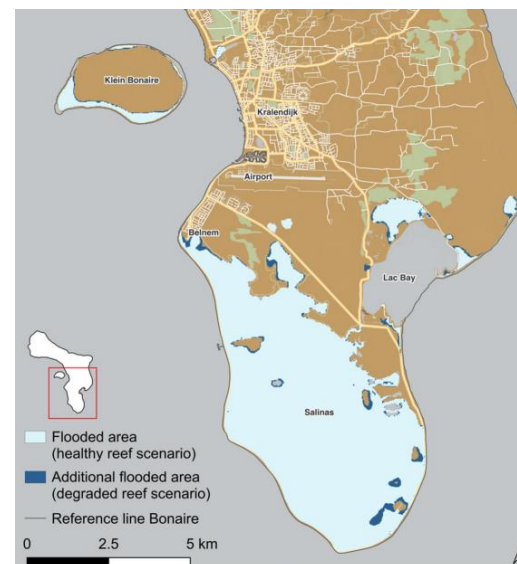 Klein Bonaire
Kralendijk
Airport
Belnem
Lac Bay
Salinas
Flooded area
(healthy reef scenario)
Additional flooded area
(degraded reef scenario)
Reference line Bonaire
0 2.5 5 km